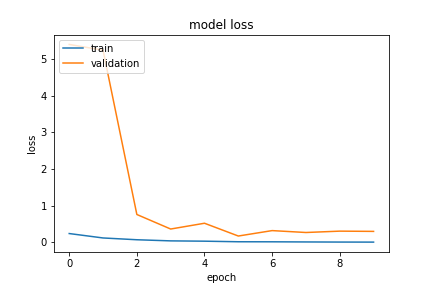 model loss
train
validation
5
4
3
2
1
0
loss
0 2 4 6 8
epoch